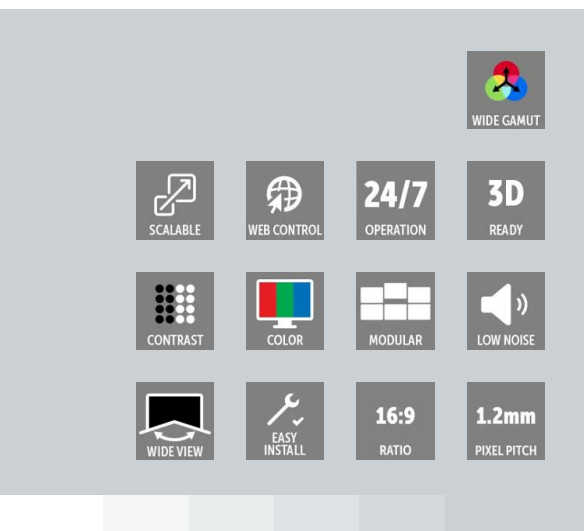 WIDE GAMUT
SCALABLE
WEB CONTROL
24/7
OPERATION
3D
READY
CONTRAST
COLOR
MODULAR
LOW NOISE
WIDE VIEW
EASY
INSTALL
16:9
RATIO
1.2mm
PIXEL PITCH